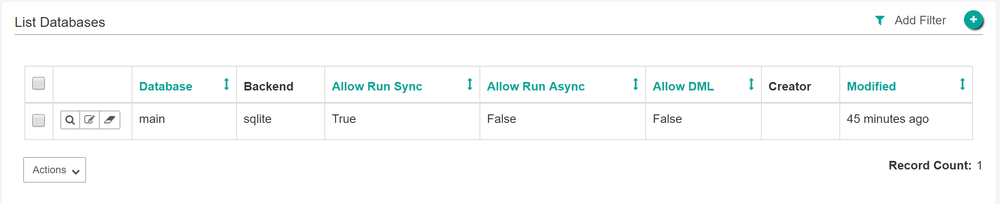 List Databases
Add Filter
Database Backend Allow Run Sync Allow Run Async Allow DML Creator Modified
main sqlite True False False 45 minutes ago
Actions
Record Count: 1